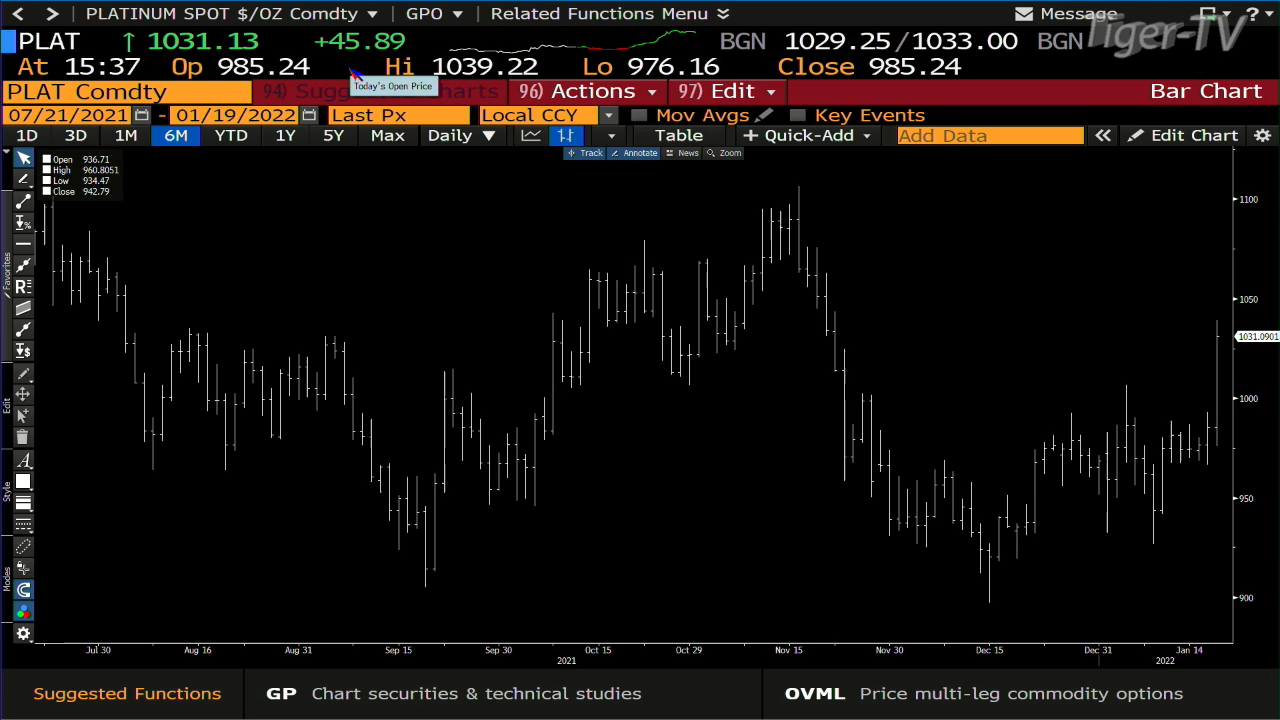 PLATINUM SPOT $/OZ Comdty GPO Related Functions Menu Message ?
Tiger-TV
PLAT ↑ 1031.13 +45.89 BGN 1029.25/1033.00 BGN
At 15:37 Op 985.24 Hi 1039.22 Lo 976.16 Close 985.24
Today's Open Price
PLAT Comdty 94) Suggested Charts 96) Actions 97) Edit Bar Chart
07/21/2021 - 01/19/2022 Last Px Local CCY Mov Avgs Key Events
1D 3D 1M 6M YTD 1Y 5Y Max Daily ▼ Table + Quick-Add Add Data « Edit Chart
Track Annotate News Zoom
Open 936.71
High 960.8051
Low 934.47
Close 942.79
Favorites
Edit
Style
Modes
1100
1050
1031.0901
1000
950
900
Jul 30 Aug 16 Aug 31 Sep 15 Sep 30 Oct 15 Oct 29 Nov 15 Nov 30 Dec 15 Dec 31 Jan 14
2021 2022
Suggested Functions GP Chart securities & technical studies OVML Price multi-leg commodity options